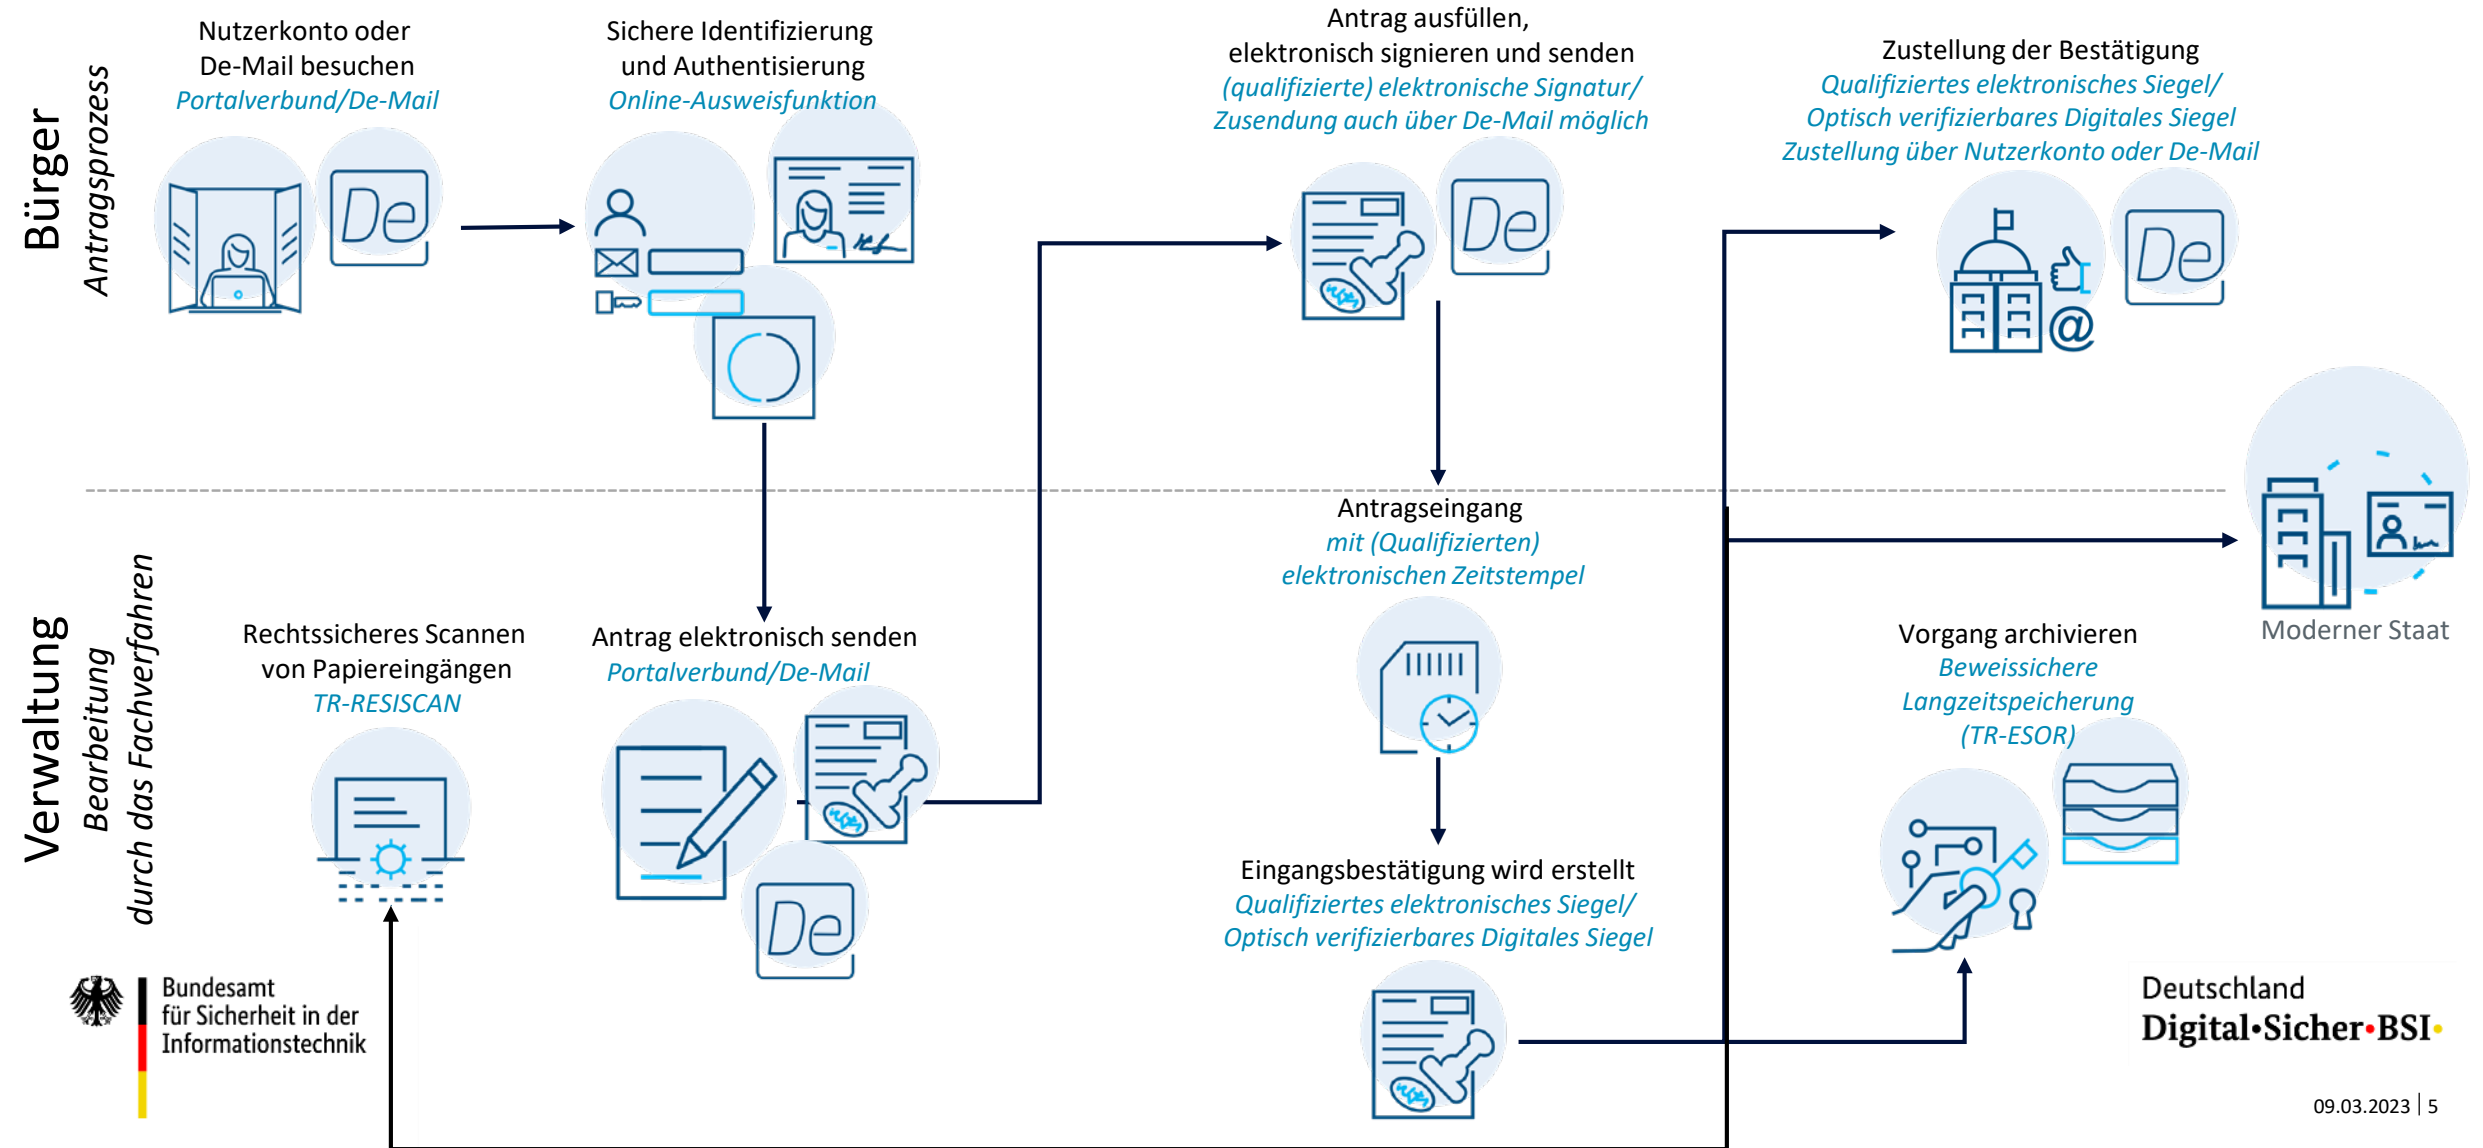 Bürger
Antragsprozess
Nutzerkonto oder
De-Mail besuchen
Portalverbund/De-Mail
De
Sichere Identifizierung
und Authentisierung
Online-Ausweisfunktion
Antrag ausfüllen,
elektronisch signieren und senden
(qualifizierte) elektronische Signatur/
Zusendung auch über De-Mail möglich
De
Zustellung der Bestätigung
Qualifiziertes elektronisches Siegel/
Optisch verifizierbares Digitales Siegel
Zustellung über Nutzerkonto oder De-Mail
@
De
Moderner Staat
Verwaltung
Bearbeitung
durch das Fachverfahren
Rechtssicheres Scannen
von Papiereingängen
TR-RESISCAN
Antrag elektronisch senden
Portalverbund/De-Mail
De
Antragseingang
mit (Qualifizierten)
elektronischen Zeitstempel
Eingangsbestätigung wird erstellt
Qualifiziertes elektronisches Siegel/
Optisch verifizierbares Digitales Siegel
Vorgang archivieren
Beweissichere
Langzeitspeicherung
(TR-ESOR)
Bundesamt
für Sicherheit in der
Informationstechnik
Deutschland
Digital•Sicher•BSI•
09.03.2023 | 5